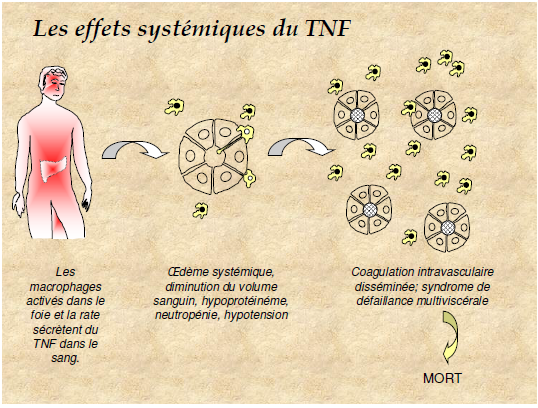 Les effets systémiques du TNF
Les
macrophages
activés dans le
foie et la rate
sécrètent du
TNF dans le
sang.
Œdème systémique,
diminution du volume
sanguin, hypoprotéinéme,
neutropénie, hypotension
Coagulation intravasculaire
disséminée; syndrome de
défaillance multiviscérale
MORT